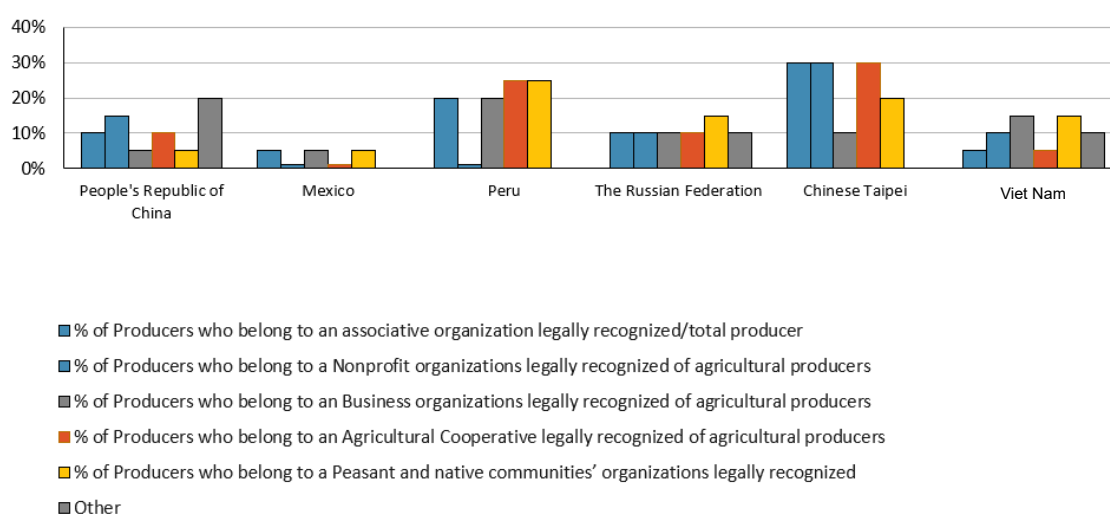 40%
30%
20%
10%
0%
People's Republic of
China
Mexico
Peru
The Russian Federation
Chinese Taipei
Viet Nam
% of Producers who belong to an associative organization legally recognized/total producer
% of Producers who belong to a Nonprofit organizations legally recognized of agricultural producers
% of Producers who belong to an Business organizations legally recognized of agricultural producers
% of Producers who belong to an Agricultural Cooperative legally recognized of agricultural producers
% of Producers who belong to a Peasant and native communities’ organizations legally recognized
Other